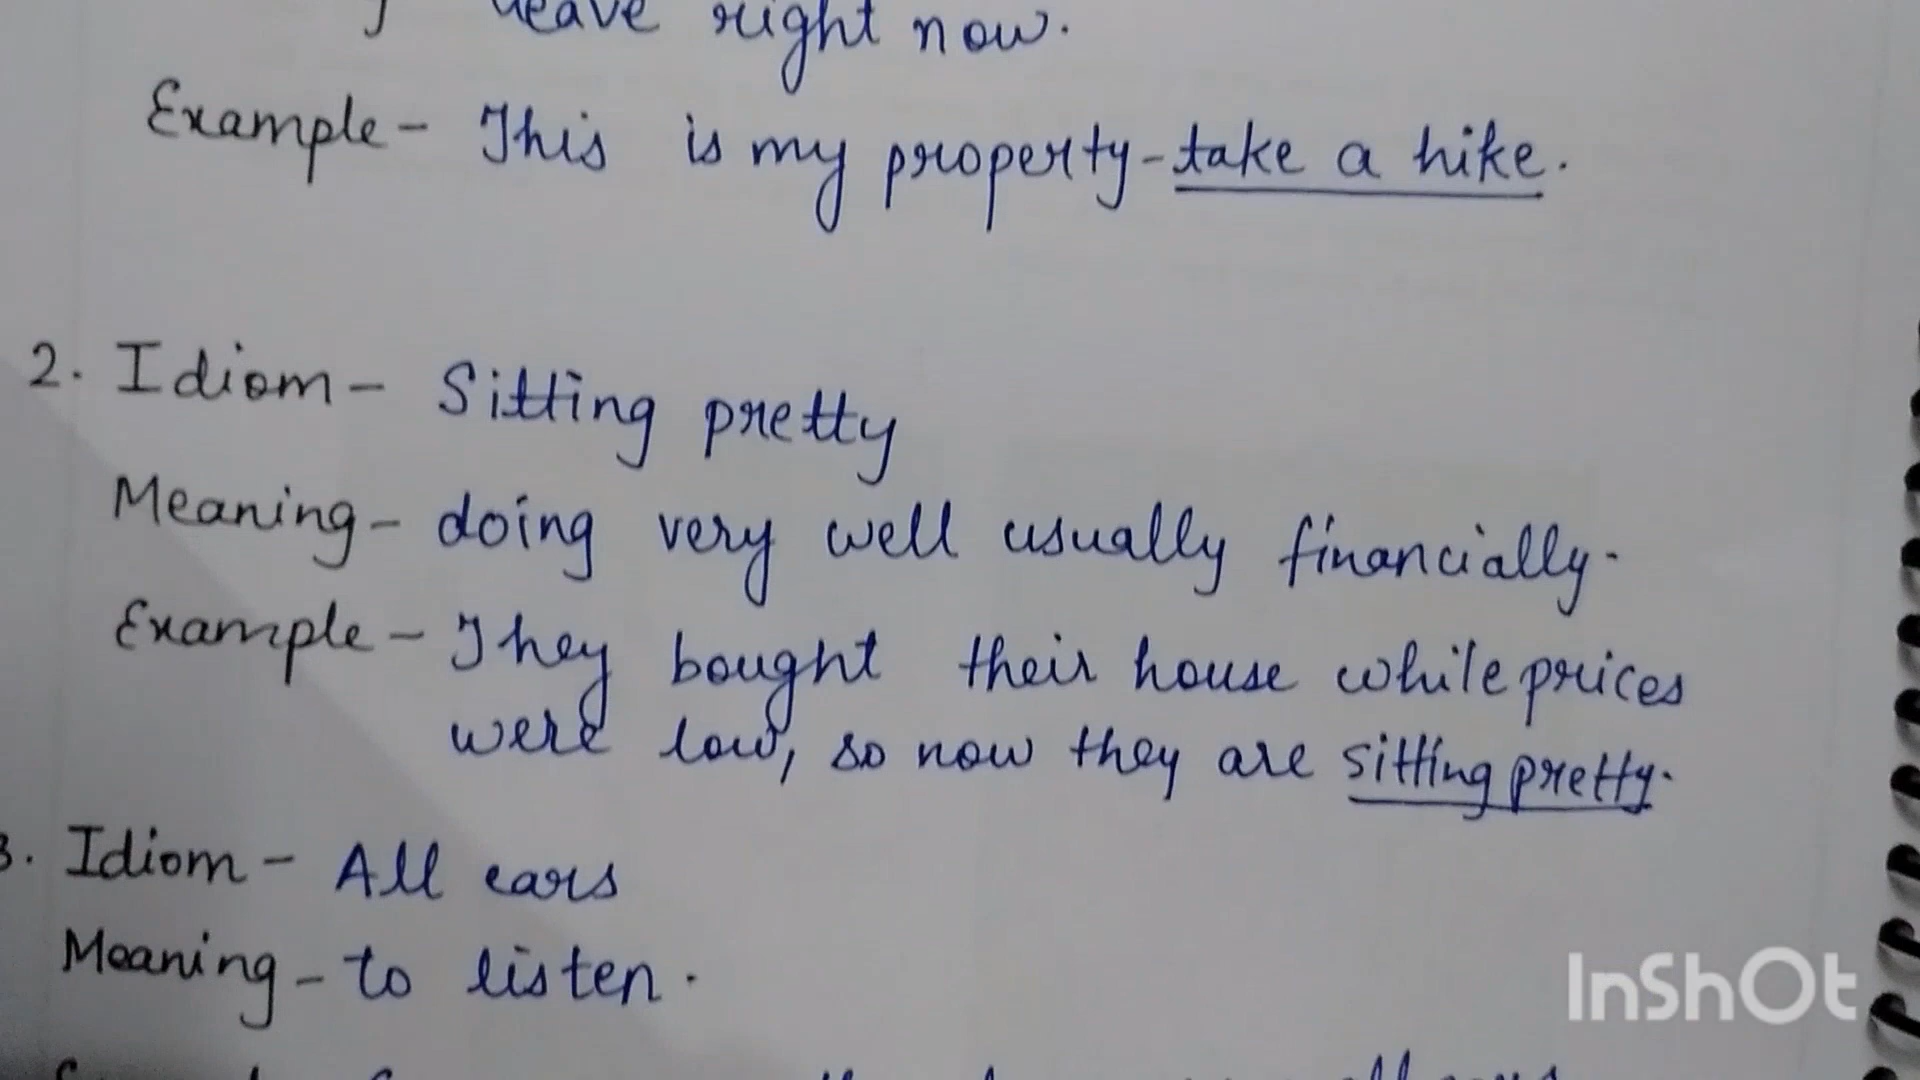 leave right now.
Example - This is my property - take a hike.
2. Idiom - Sitting pretty
Meaning - doing very well usually financially.
Example - They bought their house while prices
were low, so now they are sitting pretty.
3. Idiom - All ears
Meaning - to listen.
InShOt